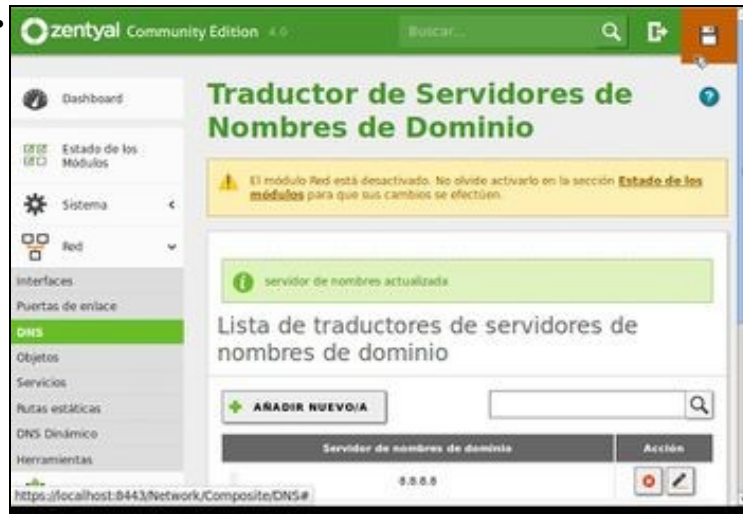 zentyal Community Edition 4.0
Buscar...
Dashboard
Estado de los
Módulos
Sistema
Red
Interfaces
Puertas de enlace
DNS
Objetos
Servicios
Rutas estáticas
DNS Dinámico
Herramientas
Traductor de Servidores de
Nombres de Dominio
El módulo Red está desactivado. No olvide activarlo en la sección Estado de los
módulos para que sus cambios se efectúen.
servidor de nombres actualizada
Lista de traductores de servidores de
nombres de dominio
AÑADIR NUEVO/A
Servidor de nombres de dominio Acción
8.8.8.8
https://localhost:8443/Network/Composite/DNS#